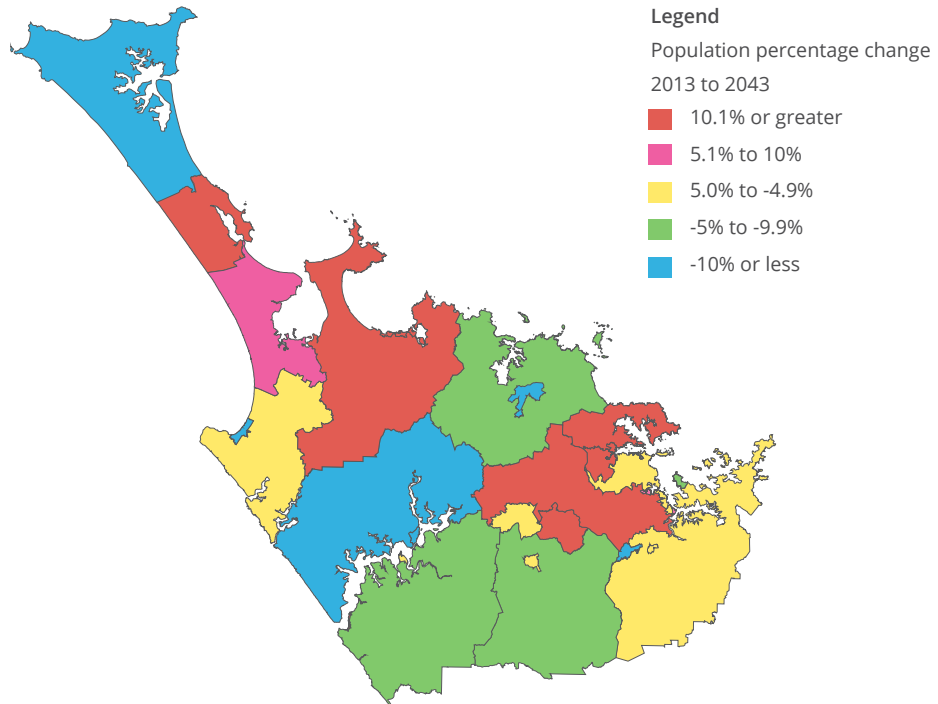 Legend
Population percentage change
2013 to 2043
10.1% or greater
5.1% to 10%
5.0% to -4.9%
-5% to -9.9%
-10% or less